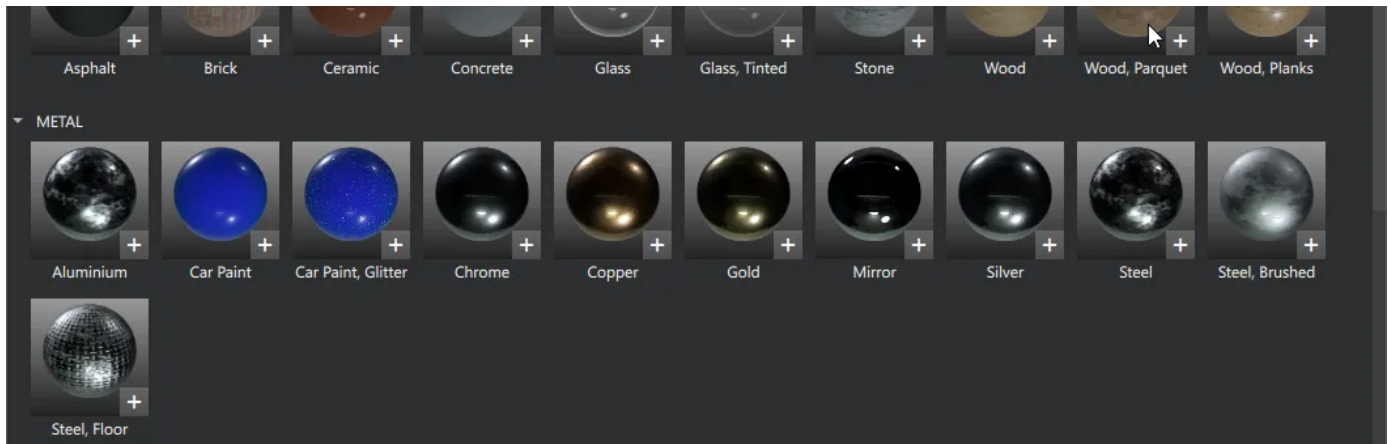 Asphalt Brick Ceramic Concrete Glass Glass, Tinted Stone Wood Wood, Parquet Wood, Planks
METAL
Aluminium Car Paint Car Paint, Glitter Chrome Copper Gold Mirror Silver Steel Steel, Brushed
Steel, Floor